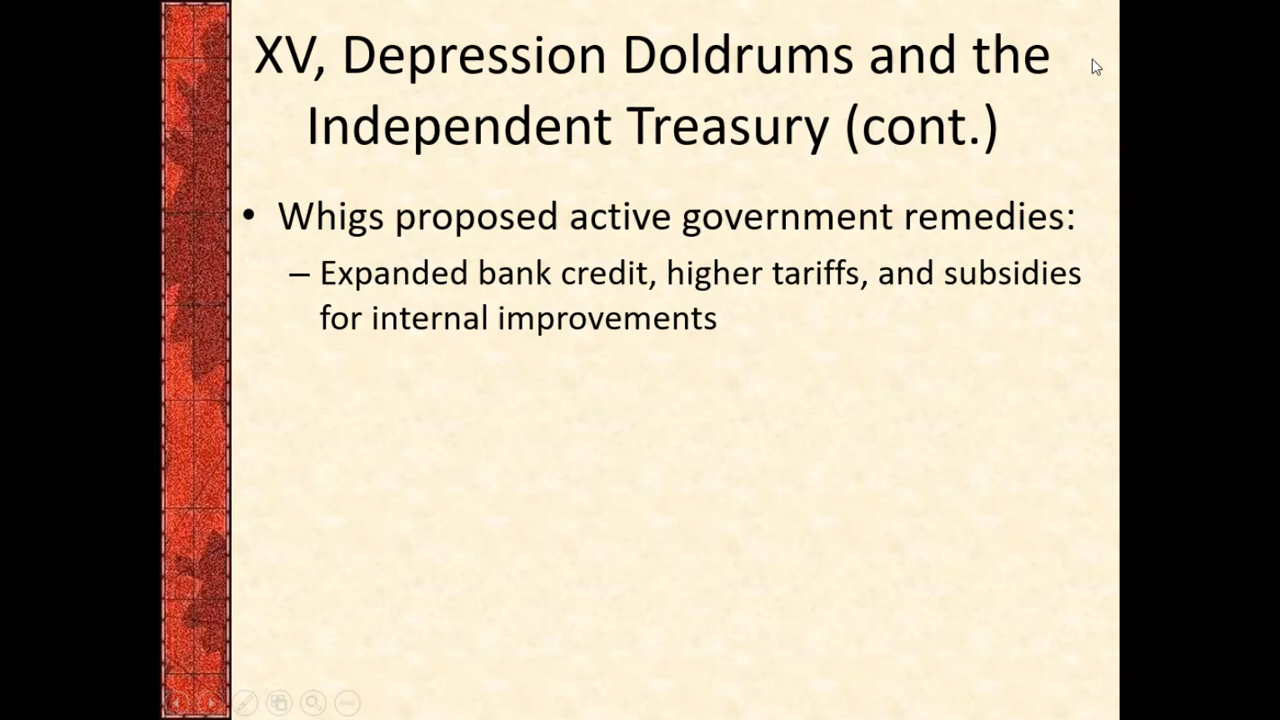 XV, Depression Doldrums and the
Independent Treasury (cont.)
• Whigs proposed active government remedies:
– Expanded bank credit, higher tariffs, and subsidies
for internal improvements